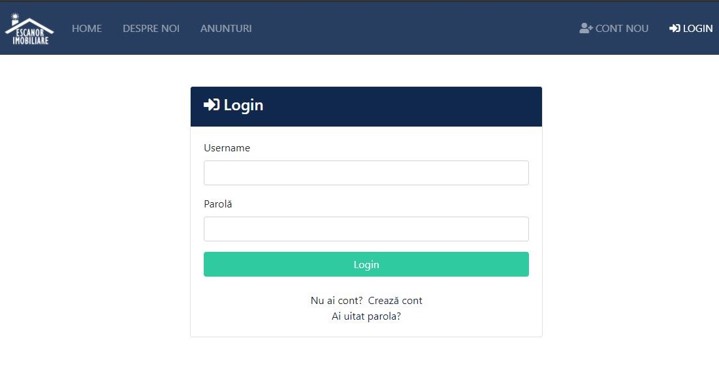 ESCANOR
IMOBILIARE
HOME DESPRE NOI ANUNTURI CONT NOU LOGIN
Login
Username
Parolă
Login
Nu ai cont? Crează cont
Ai uitat parola?